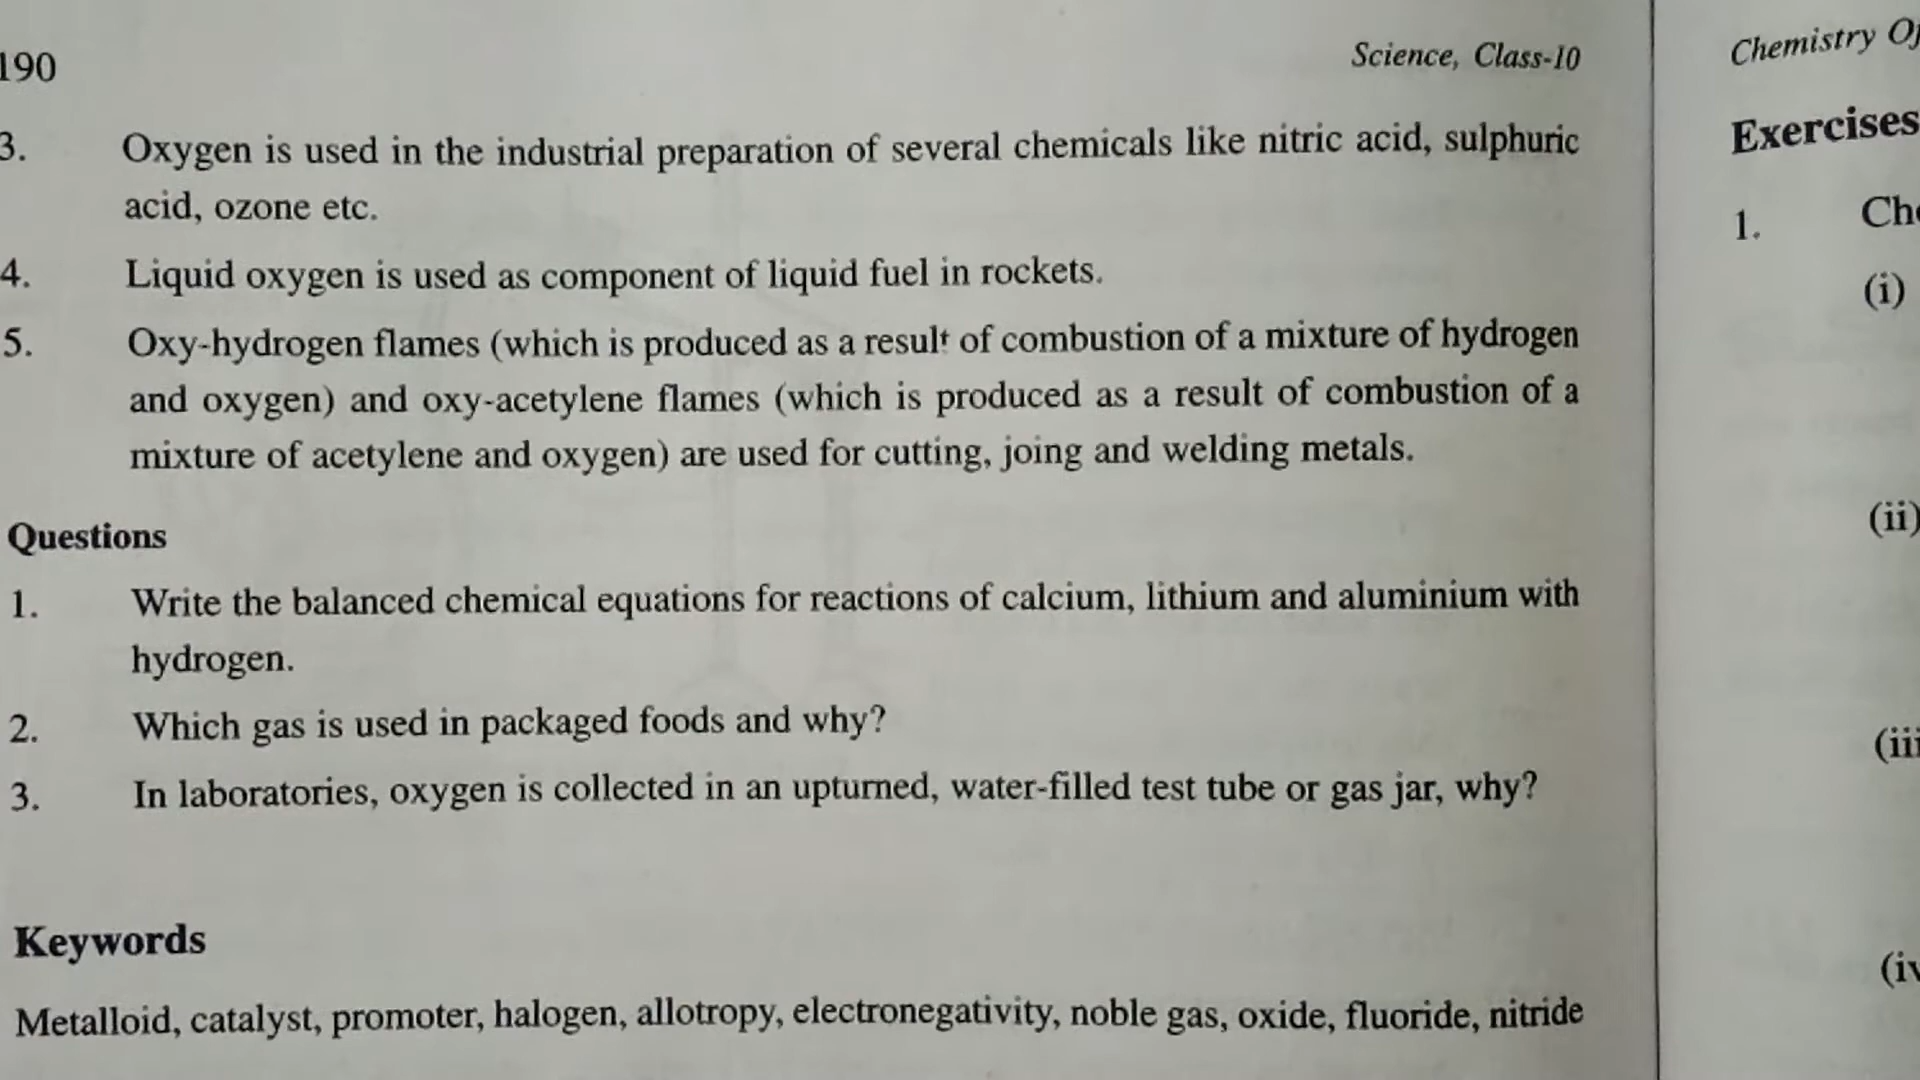 190
Science, Class-10
3. Oxygen is used in the industrial preparation of several chemicals like nitric acid, sulphuric
acid, ozone etc.
4. Liquid oxygen is used as component of liquid fuel in rockets.
5. Oxy-hydrogen flames (which is produced as a result of combustion of a mixture of hydrogen
and oxygen) and oxy-acetylene flames (which is produced as a result of combustion of a
mixture of acetylene and oxygen) are used for cutting, joing and welding metals.
Questions
1. Write the balanced chemical equations for reactions of calcium, lithium and aluminium with
hydrogen.
2. Which gas is used in packaged foods and why?
3. In laboratories, oxygen is collected in an upturned, water-filled test tube or gas jar, why?
Keywords
Metalloid, catalyst, promoter, halogen, allotropy, electronegativity, noble gas, oxide, fluoride, nitride
Chemistry
Exercises
1.
(i)
(ii)